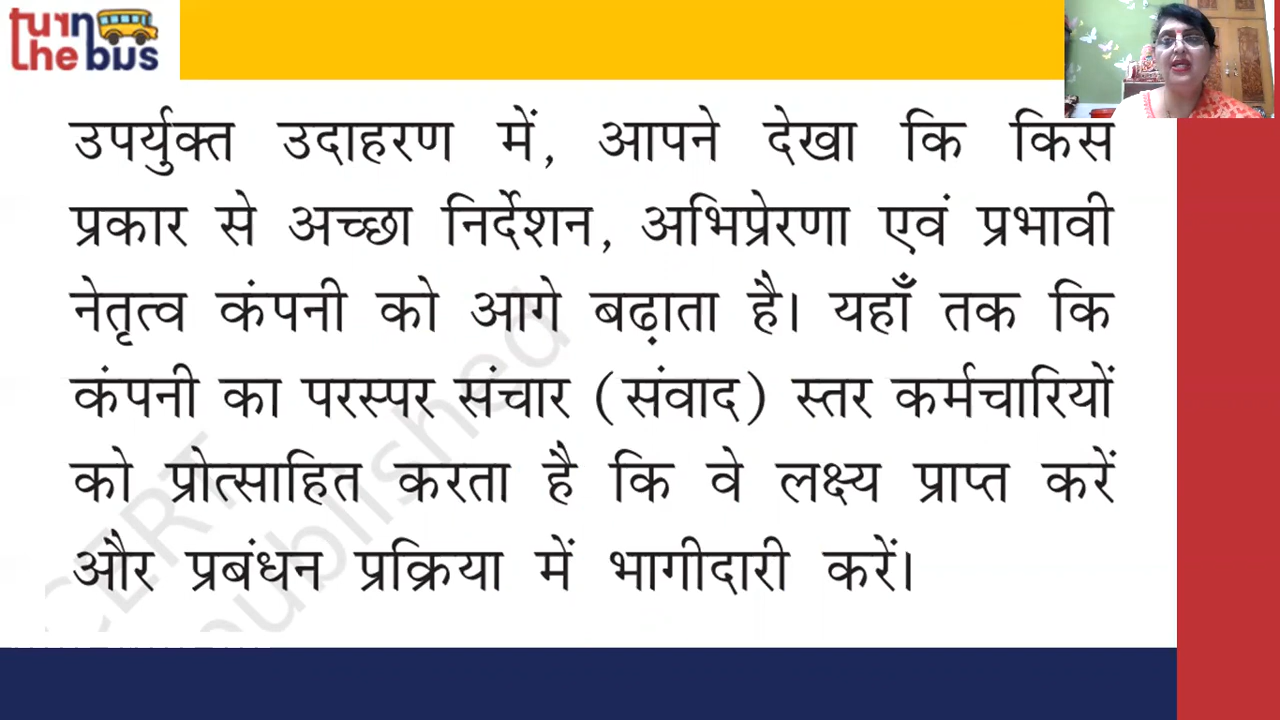 turn
the bus
उपर्युक्त उदाहरण में, आपने देखा कि किस
प्रकार से अच्छा निर्देशन, अभिप्रेरणा एवं प्रभावी
नेतृत्व कंपनी को आगे बढ़ाता है। यहाँ तक कि
कंपनी का परस्पर संचार (संवाद) स्तर कर्मचारियों
को प्रोत्साहित करता है कि वे लक्ष्य प्राप्त करें
और प्रबंधन प्रक्रिया में भागीदारी करें।